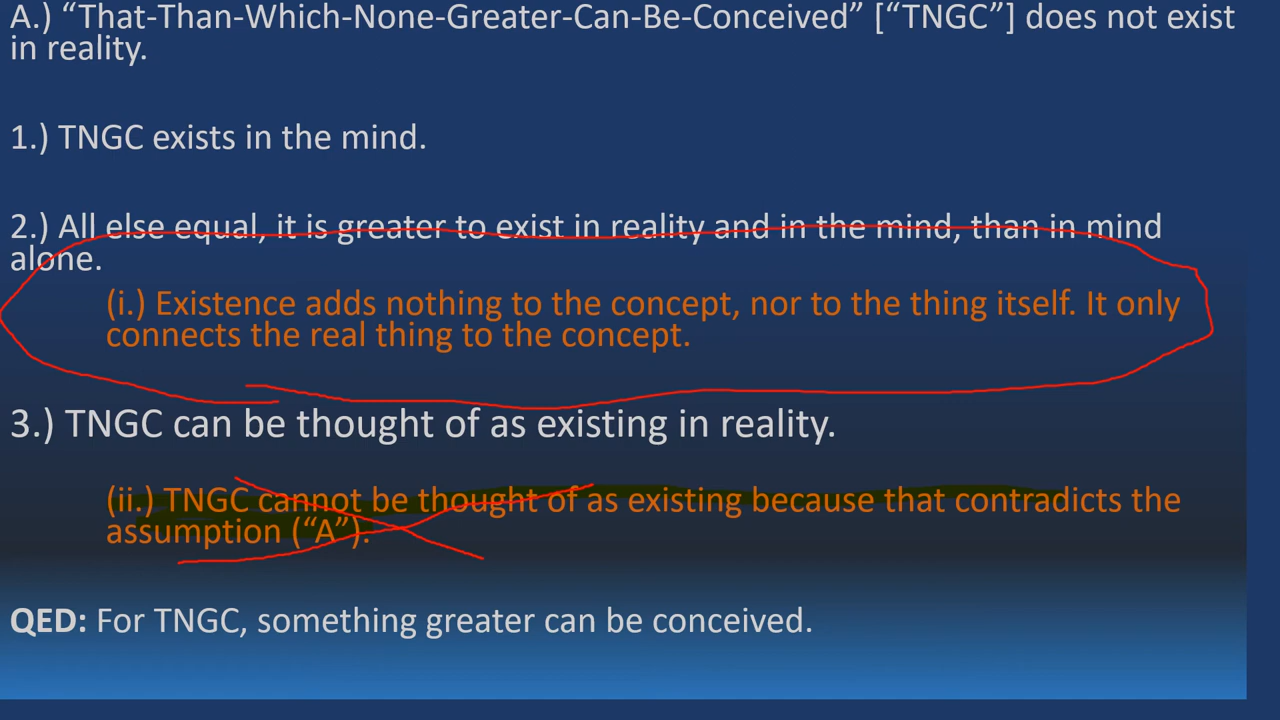 A.) “That-Than-Which-None-Greater-Can-Be-Conceived” [“TNGC”] does not exist
in reality.
1.) TNGC exists in the mind.
2.) All else equal, it is greater to exist in reality and in the mind, than in mind
alone.
(i.) Existence adds nothing to the concept, nor to the thing itself. It only
connects the real thing to the concept.
3.) TNGC can be thought of as existing in reality.
(ii.) TNGC cannot be thought of as existing because that contradicts the
assumption (“A”).
QED: For TNGC, something greater can be conceived.